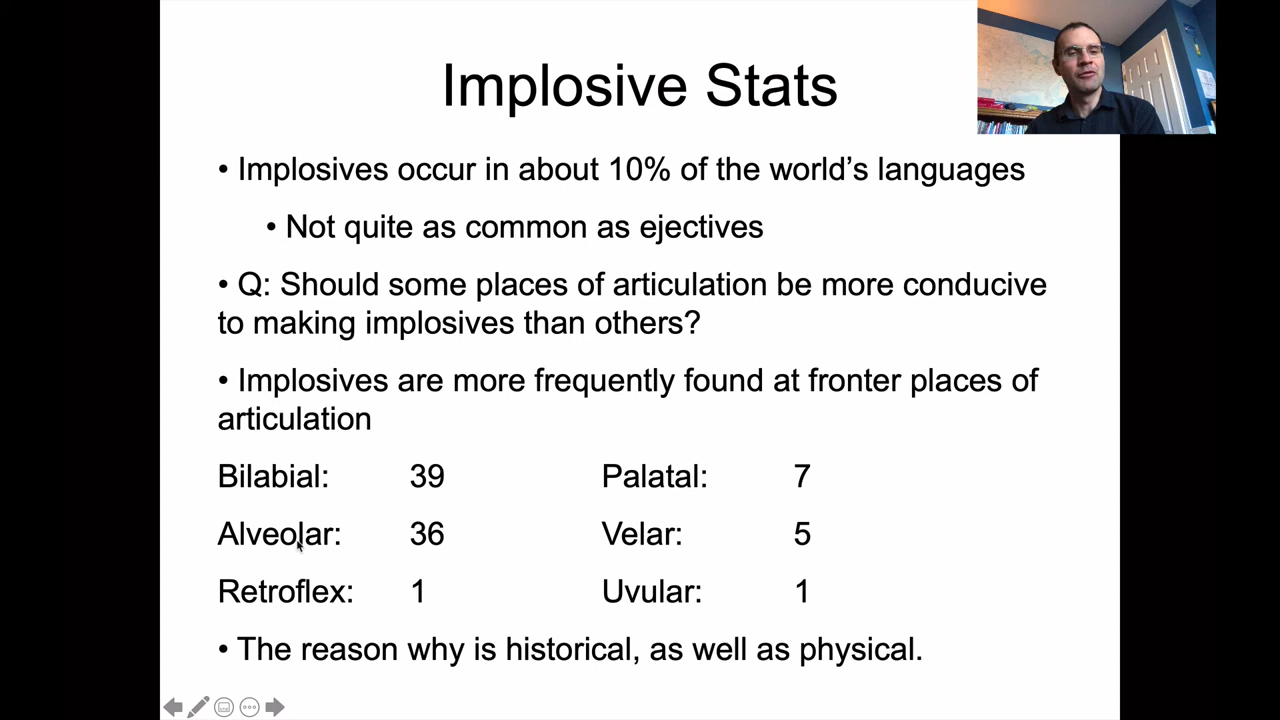 Implosive Stats
• Implosives occur in about 10% of the world’s languages
• Not quite as common as ejectives
• Q: Should some places of articulation be more conducive
to making implosives than others?
• Implosives are more frequently found at fronter places of
articulation
Bilabial: 39 Palatal: 7
Alveolar: 36 Velar: 5
Retroflex: 1 Uvular: 1
• The reason why is historical, as well as physical.